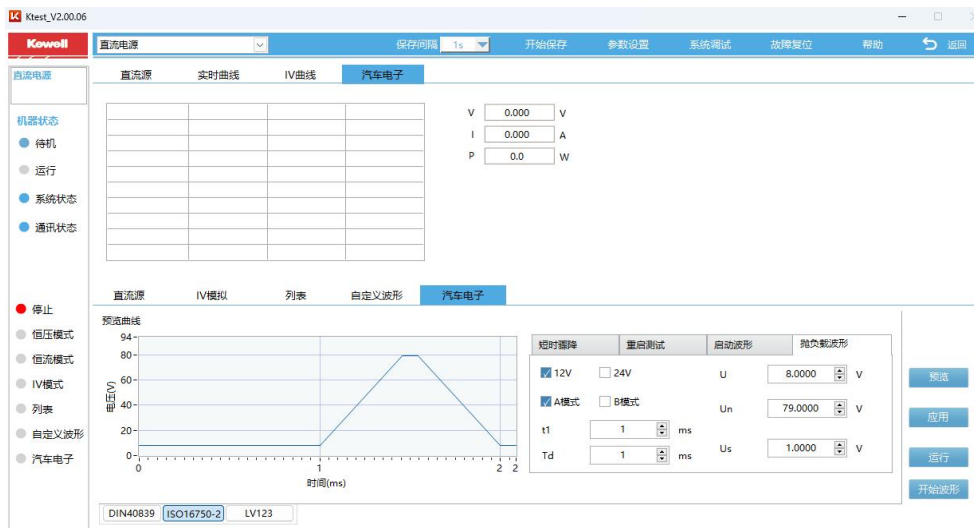 Ktest_V2.00.06
Kewell 直流电源 保存间隔 1s 开始保存 参数设置 系统调试 故障复位 帮助 返回
直流电源
直流源 实时曲线 IV曲线 汽车电子
机器状态
待机
运行
系统状态
通讯状态
V 0.000 V
I 0.000 A
P 0.0 W
直流源 IV模拟 列表 自定义波形 汽车电子
停止
恒压模式
恒流模式
IV模式
列表
自定义波形
汽车电子
预览曲线
电压(V)
94
80
60
40
20
0
0 1 2 2
时间(ms)
短时骤降 重启测试 启动波形 抛负载波形
12V 24V U 8.0000 V
A模式 B模式 Un 79.0000 V
t1 1 ms
Td 1 ms Us 1.0000 V
预览
应用
运行
开始波形
DIN40839 ISO16750-2 LV123